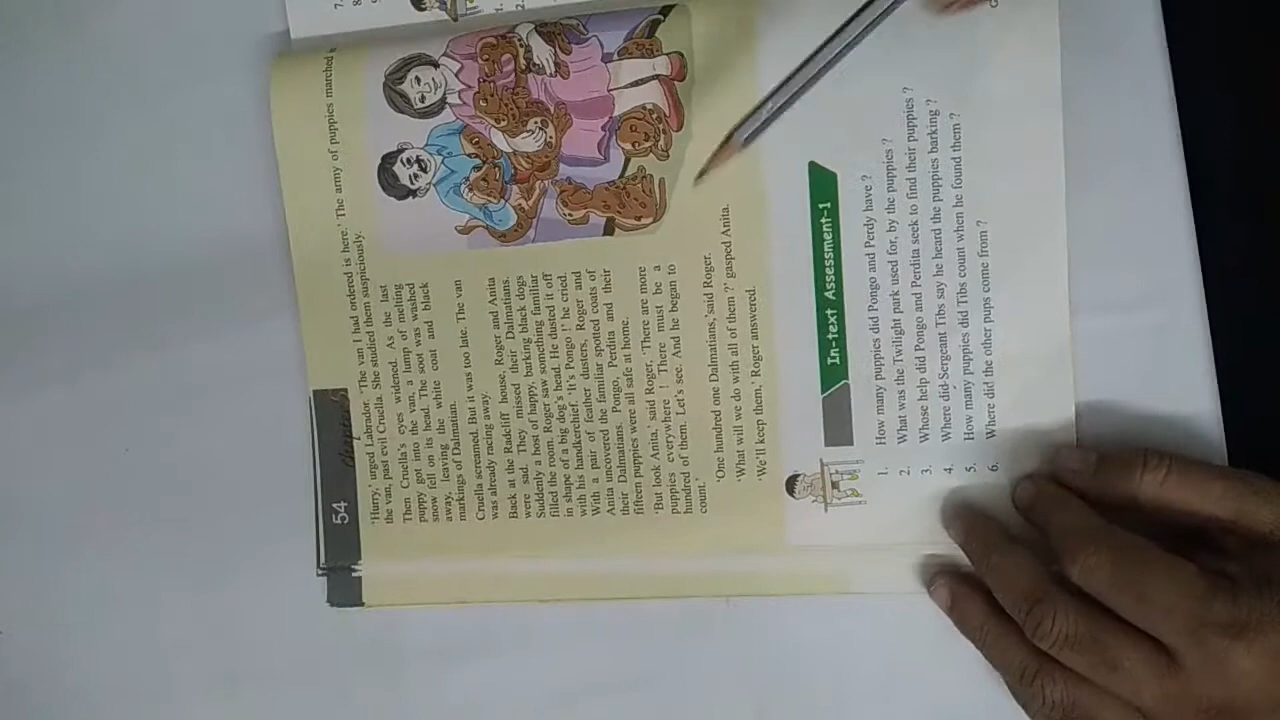 54
Chapter 5
'Hurry,' urged Labrador. 'The van I had ordered is here.' The army of puppies marched
the van, past evil Cruella. She studied them suspiciously.
Then Cruella's eyes widened. As the last
puppy got into the van, a lump of melting
snow fell on its head. The soot was washed
away, leaving the white coat and black
markings of Dalmatian.
Cruella screamed. But it was too late. The van
was already racing away.
Back at the Radcliff house, Roger and Anita
were sad. They missed their Dalmatians.
Suddenly a host of happy, barking black dogs
filled the room. Roger saw something familiar
in shape of a big dog's head. He dusted it off
with his handkerchief. 'It's Pongo !' he cried.
With a pair of feather dusters, Roger and
Anita uncovered the familiar spotted coats of
their Dalmatians. Pongo, Perdita and their
fifteen puppies were all safe at home.
'But look Anita,' said Roger, 'There are more
puppies everywhere ! There must be a
hundred of them. Let's see. And he began to
count.'
'One hundred one Dalmatians,'said Roger.
'What will we do with all of them ?' gasped Anita.
'We'll keep them.' Roger answered.
In-text Assessment-1
1. How many puppies did Pongo and Perdy have ?
2. What was the Twilight park used for, by the puppies ?
3. Whose help did Pongo and Perdita seek to find their puppies ?
4. Where did Sergeant Tibs say he heard the puppies barking ?
5. How many puppies did Tibs count when he found them ?
6. Where did the other pups come from ?
7.
8
1.
2.